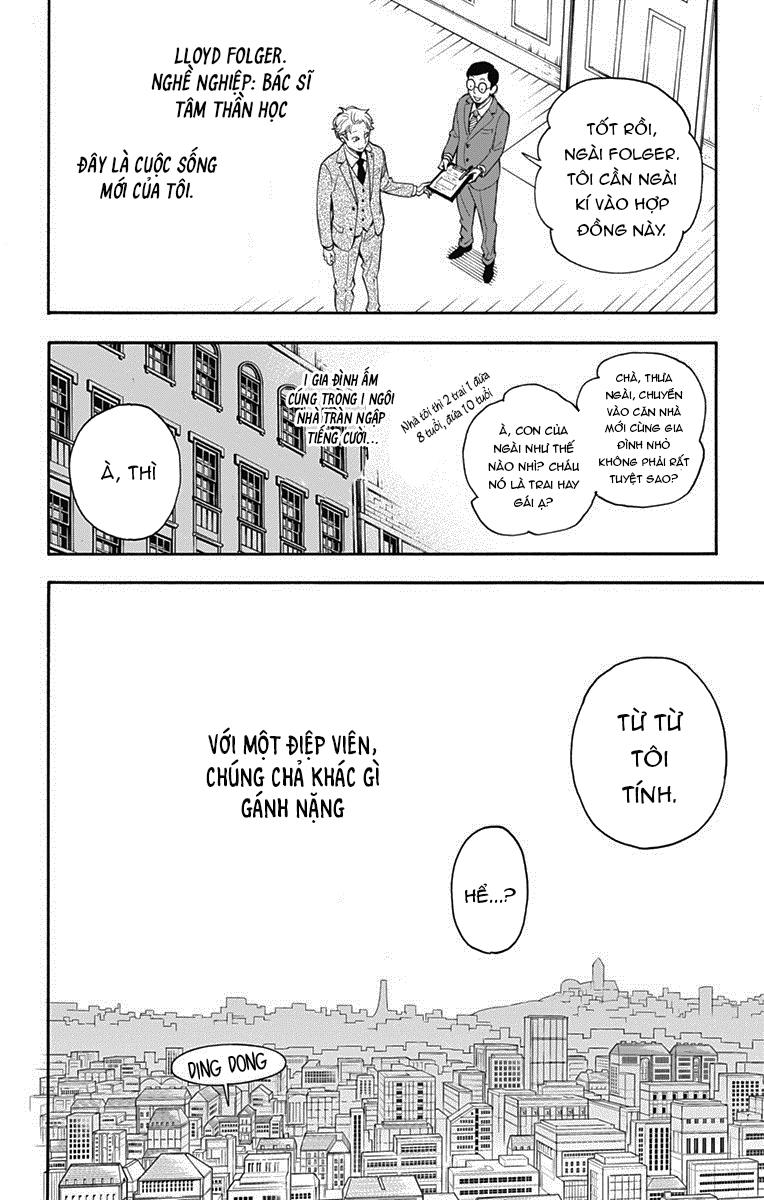 TỐT RỒI,
NGÀI FOLGER.
TÔI CẦN NGÀI
KÍ VÀO HỢP
ĐỒNG NÀY.
LLOYD FOLGER.
NGHỀ NGHIỆP: BÁC SĨ
TÂM THẦN HỌC
ĐÂY LÀ CUỘC SỐNG
MỚI CỦA TÔI.
CHÀ, THƯA
NGÀI, CHUYỂN
VÀO CĂN NHÀ
MỚI CÙNG GIA
ĐÌNH NHỎ
KHÔNG PHẢI RẤT
TUYỆT SAO?
À, CON CỦA
NGÀI NHƯ THẾ
NÀO NHỈ? CHÁU
NÓ LÀ TRAI HAY
GÁI Ạ?
Nhà tôi thì 2 trai 1 đứa
8 tuổi, đứa 10 tuổi
1 GIA ĐÌNH ẤM
CÚNG TRONG 1 NGÔI
NHÀ TRÀN NGẬP
TIẾNG CƯỜI...
À, THÌ
TỪ TỪ
TÔI
TÍNH.
VỚI MỘT ĐIỆP VIÊN,
CHÚNG CHẢ KHÁC GÌ
GÁNH NẶNG
HỂ...?
DING DONG